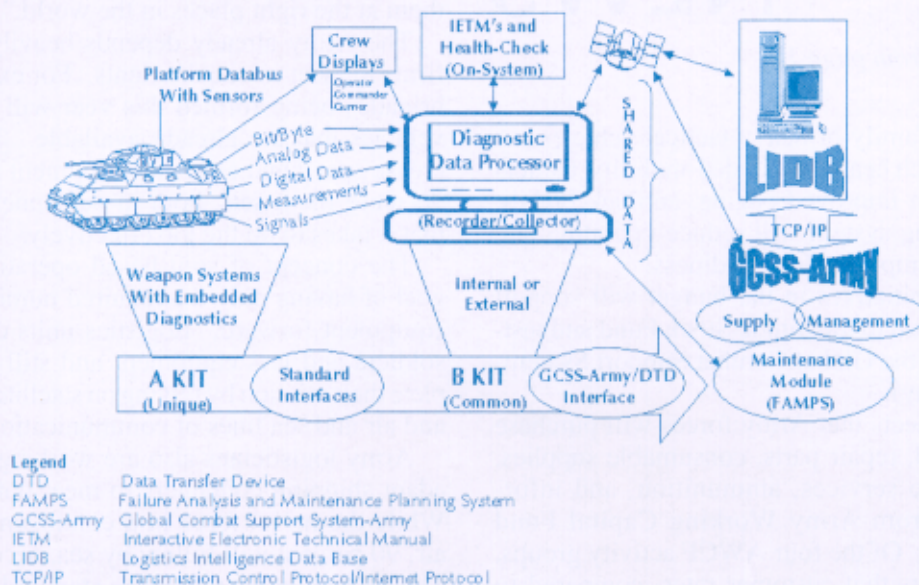 Platform Databus
With Sensors
Crew
Displays
Operator
Commander
Gunner
IETM's and
Health-Check
(On-System)
Bit/Byte
Analog Data
Digital Data
Measurements
Signals
Diagnostic
Data Processor
(Recorder/Collector)
SHARED DATA
LIDB
TCP/IP
GCSS-ARMY
Supply
Management
Maintenance
Module
(FAMPS)
Weapon Systems
With Embedded
Diagnostics
Internal or
External
A KIT
(Unique)
Standard
Interfaces
B KIT
(Common)
GCSS-Army/DTD
Interface
Legend
DTD Data Transfer Device
FAMPS Failure Analysis and Maintenance Planning System
GCSS-Army Global Combat Support System-Army
IETM Interactive Electronic Technical Manual
LIDB Logistics Intelligence Data Base
TCP/IP Transmission Control Protocol/Internet Protocol